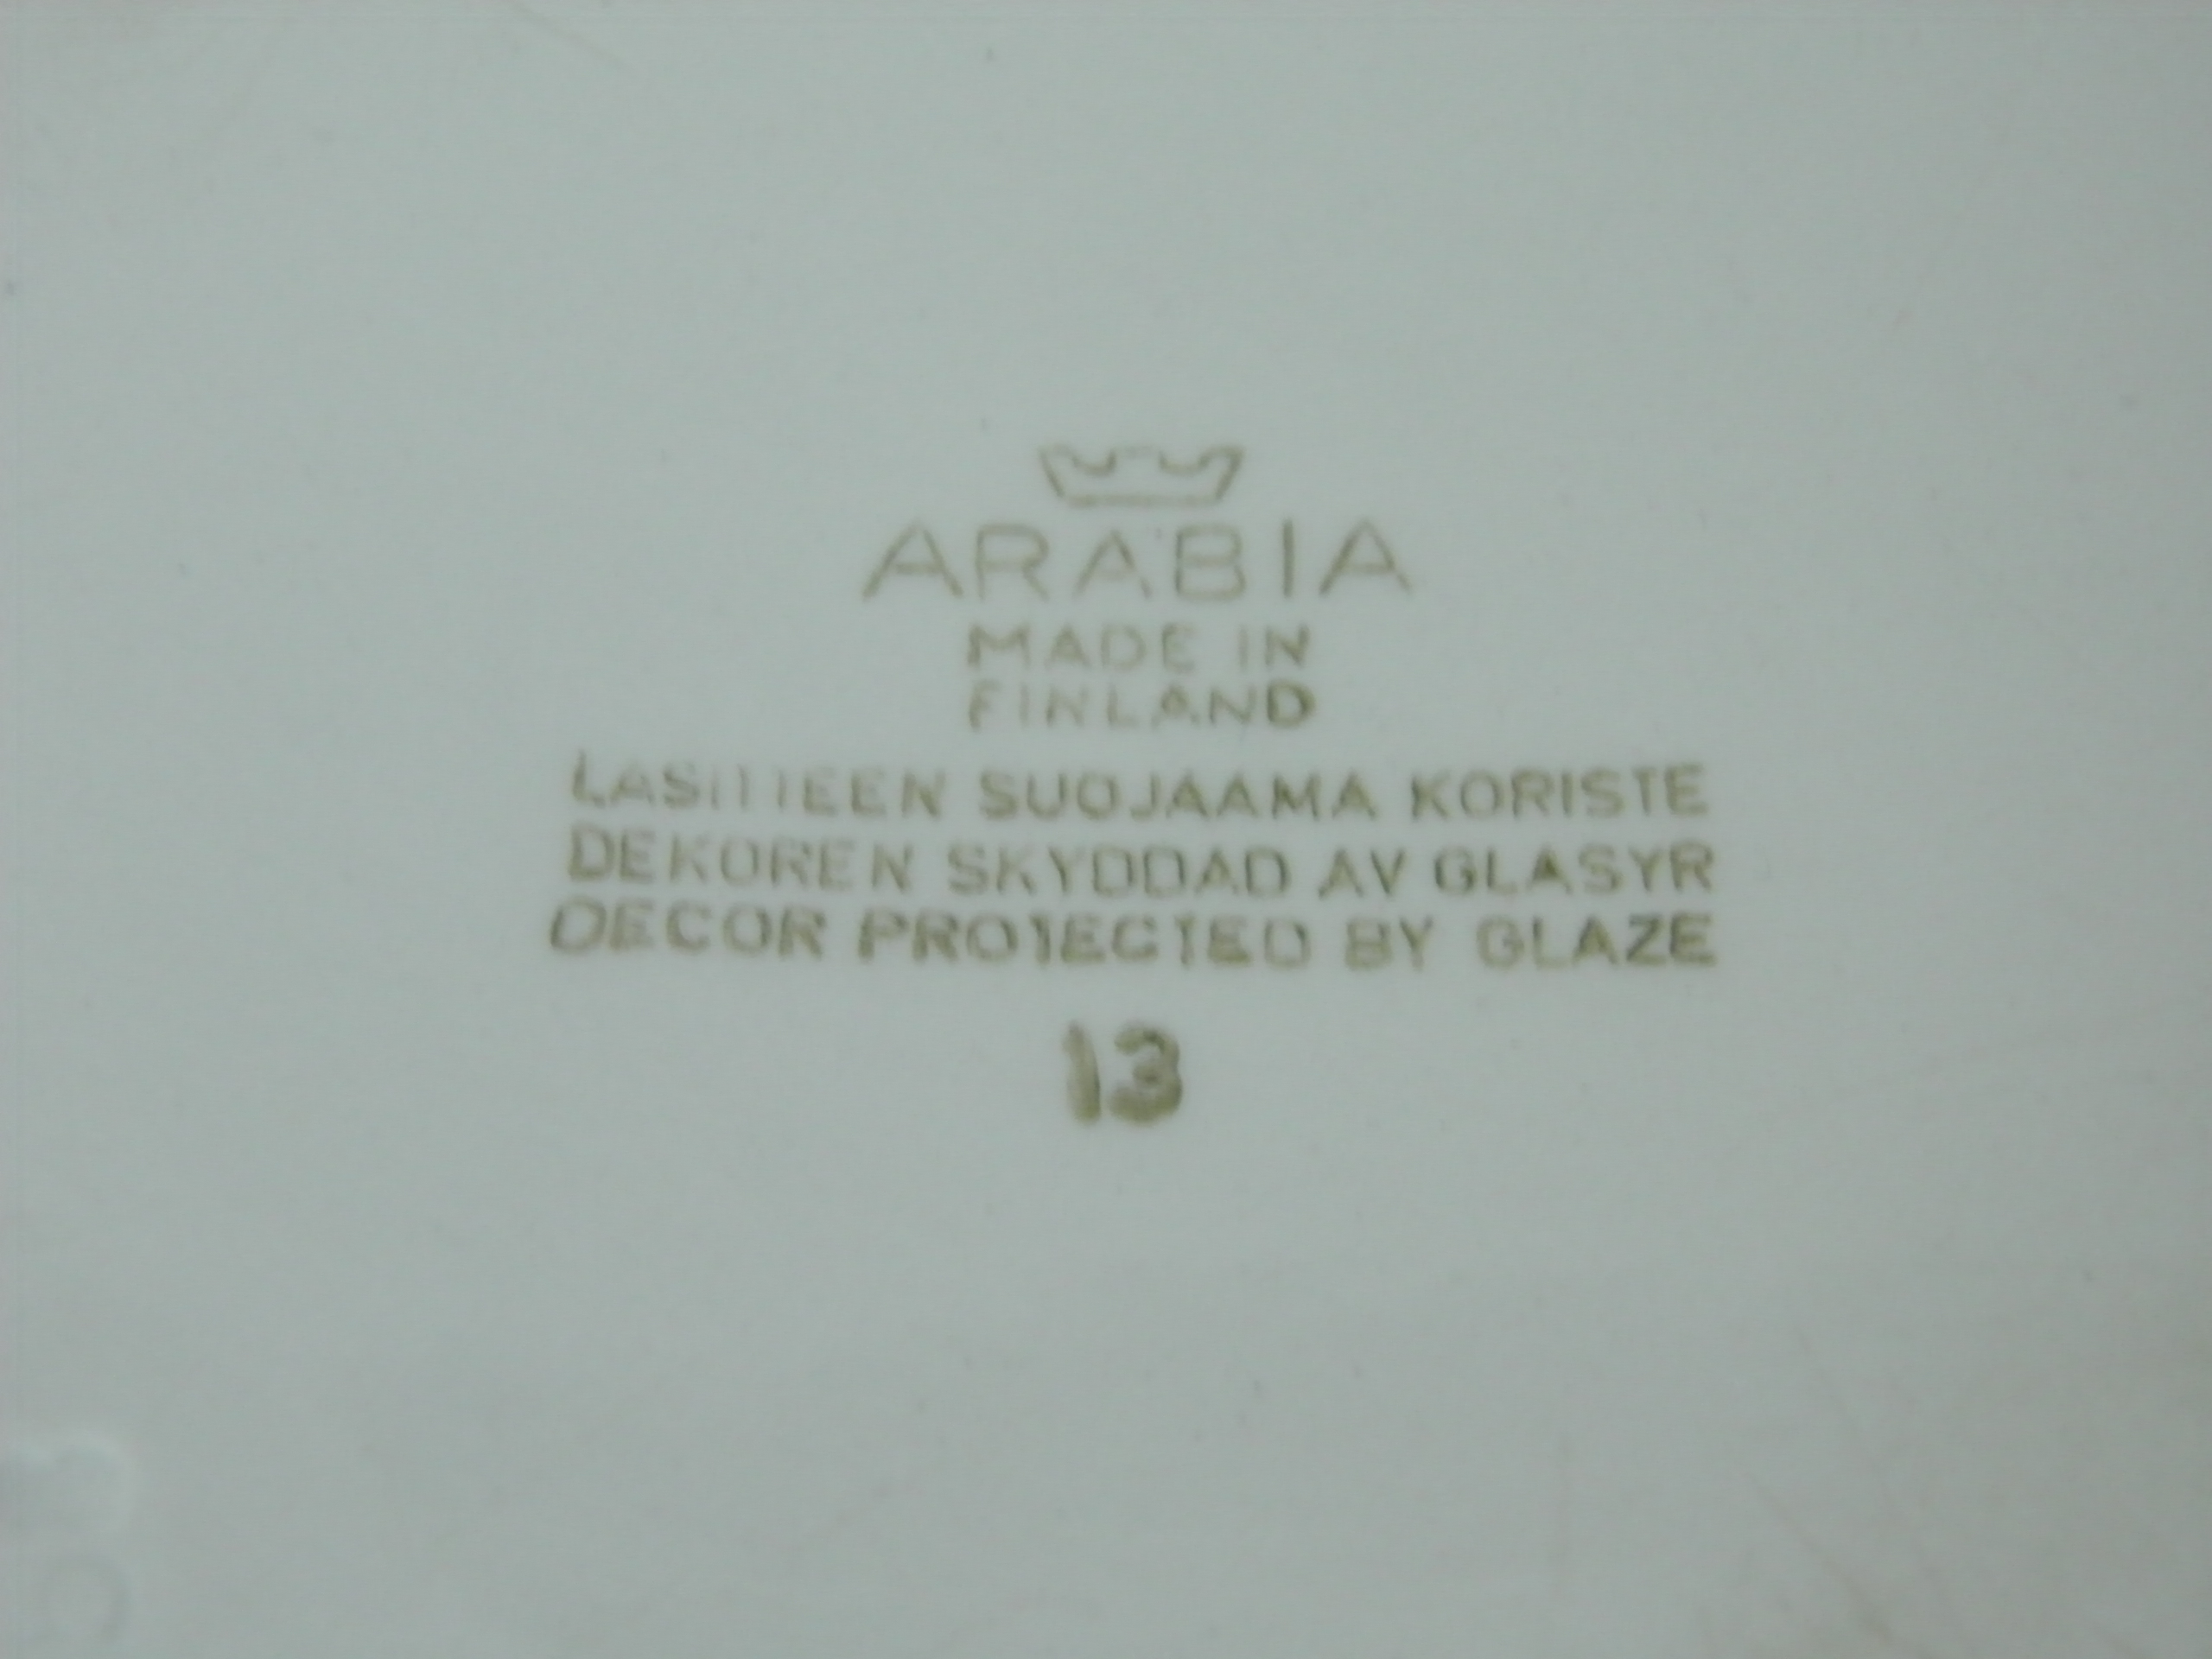 ARABIA
MADE IN
FINLAND
LASITTEEN SUOJAAMA KORISTE
DEKOREN SKYDDAD AV GLASYR
DECOR PROTECTED BY GLAZE
13